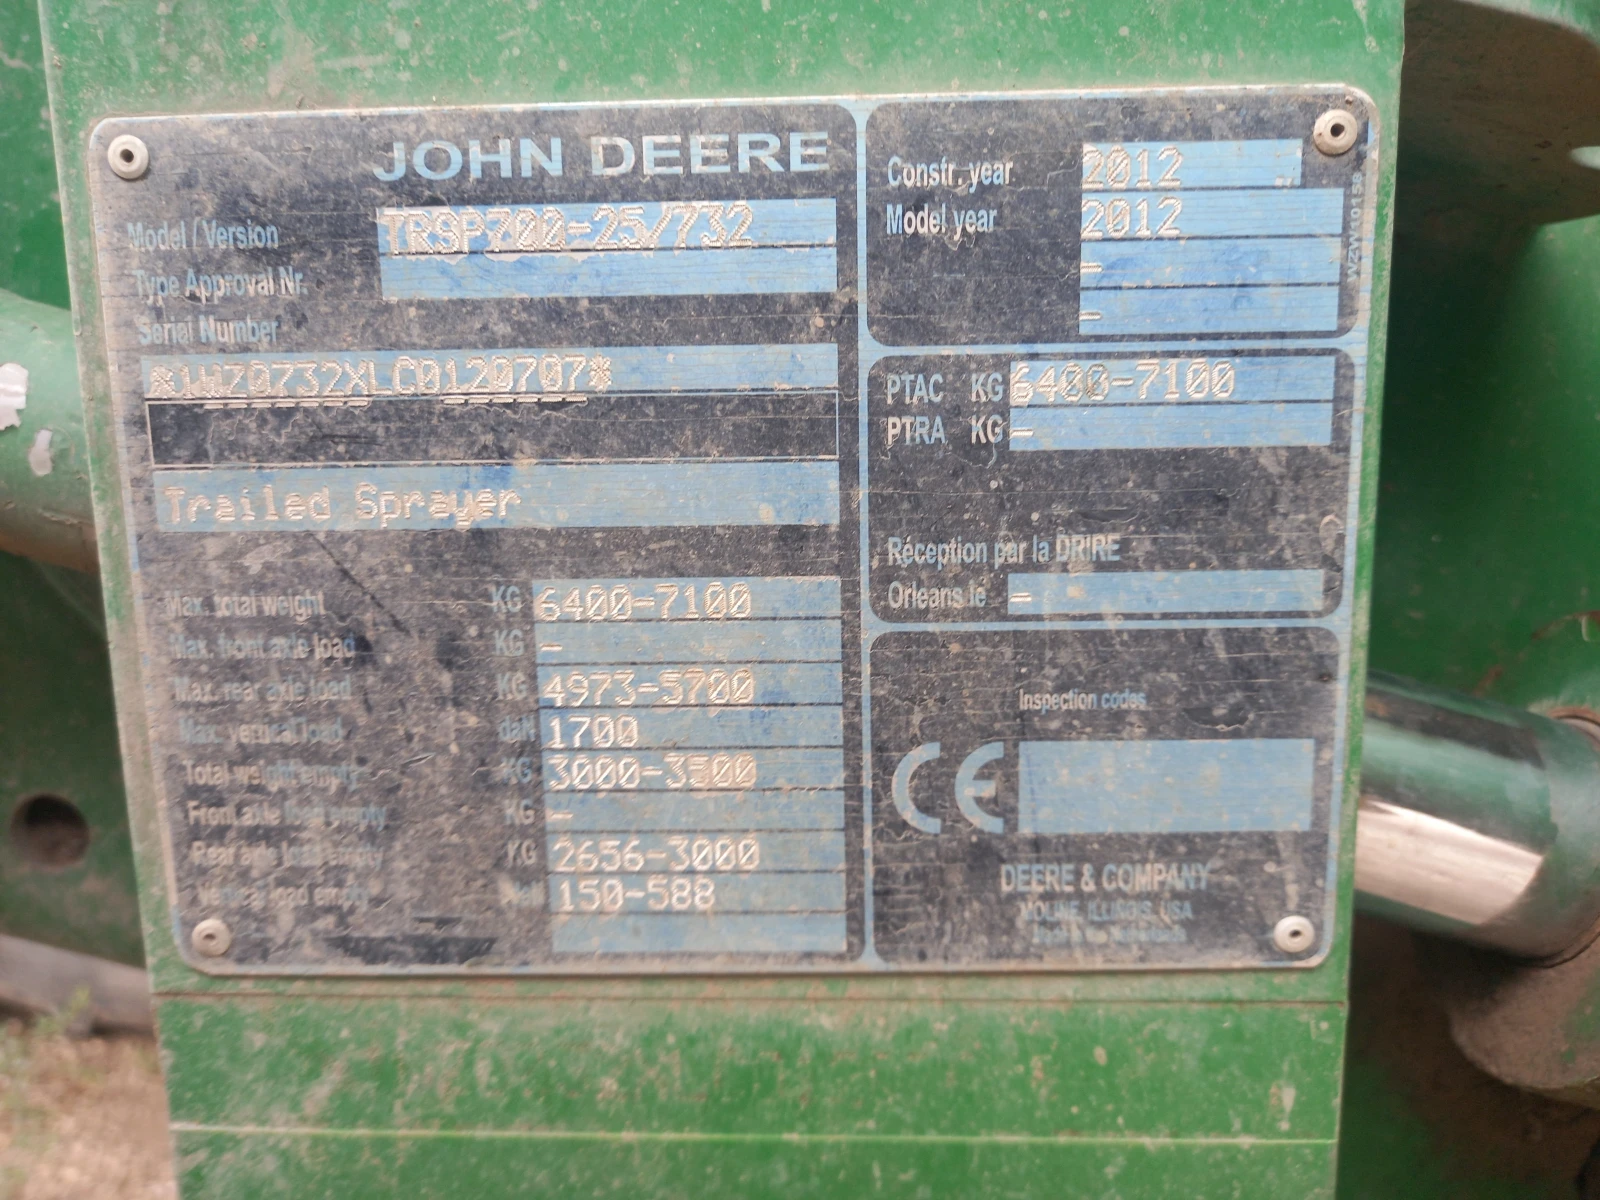 JOHN DEERE
Model / Version TRSP700-25/732
Type Approval Nr.
Serial Number
*1WZ0732XLC0120707*
Trailed Sprayer
Max. total weight KG 6400-7100
Max. front axle load KG -
Max. rear axle load KG 4973-5700
Max. vertical load daN 1700
Total weight empty KG 3000-3500
Front axle load empty KG -
Rear axle load empty KG 2656-3000
Vertical load empty daN 150-588
Constr. year 2012
Model year 2012
-
-
PTAC KG 6400-7100
PTRA KG -
Réception par la DRIRE
Orleans le -
Inspection codes
CE
DEERE & COMPANY
MOLINE, ILLINOIS, USA